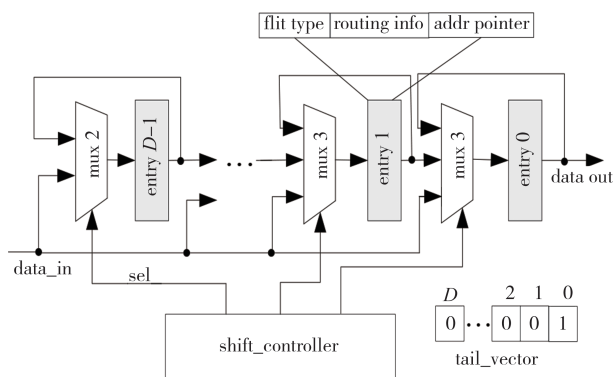 flit type routing info addr pointer
mux 2
entry D−1
...
mux 3
entry 1
mux 3
entry 0
data out
data_in
sel_
shift_controller
D 2 1 0
0 ... 0 0 1
tail_vector